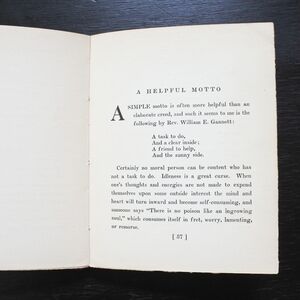 A HELPFUL MOTTO
A SIMPLE motto is often more helpful than an
elaborate creed, and such it seems to me is the
following by Rev. William E. Gannett:
A task to do,
And a clear inside;
A friend to help,
And the sunny side.
Certainly no moral person can be content who has
not a task to do. Idleness is a great curse. When
one's thoughts and energies are not made to expend
themselves upon some outside interest the mind and
heart will turn inward and become self-consuming, and
someone says "There is no poison like an ingrowing
soul," which consumes itself in fret, worry, lamenting,
or remorse.
[ 37 ]